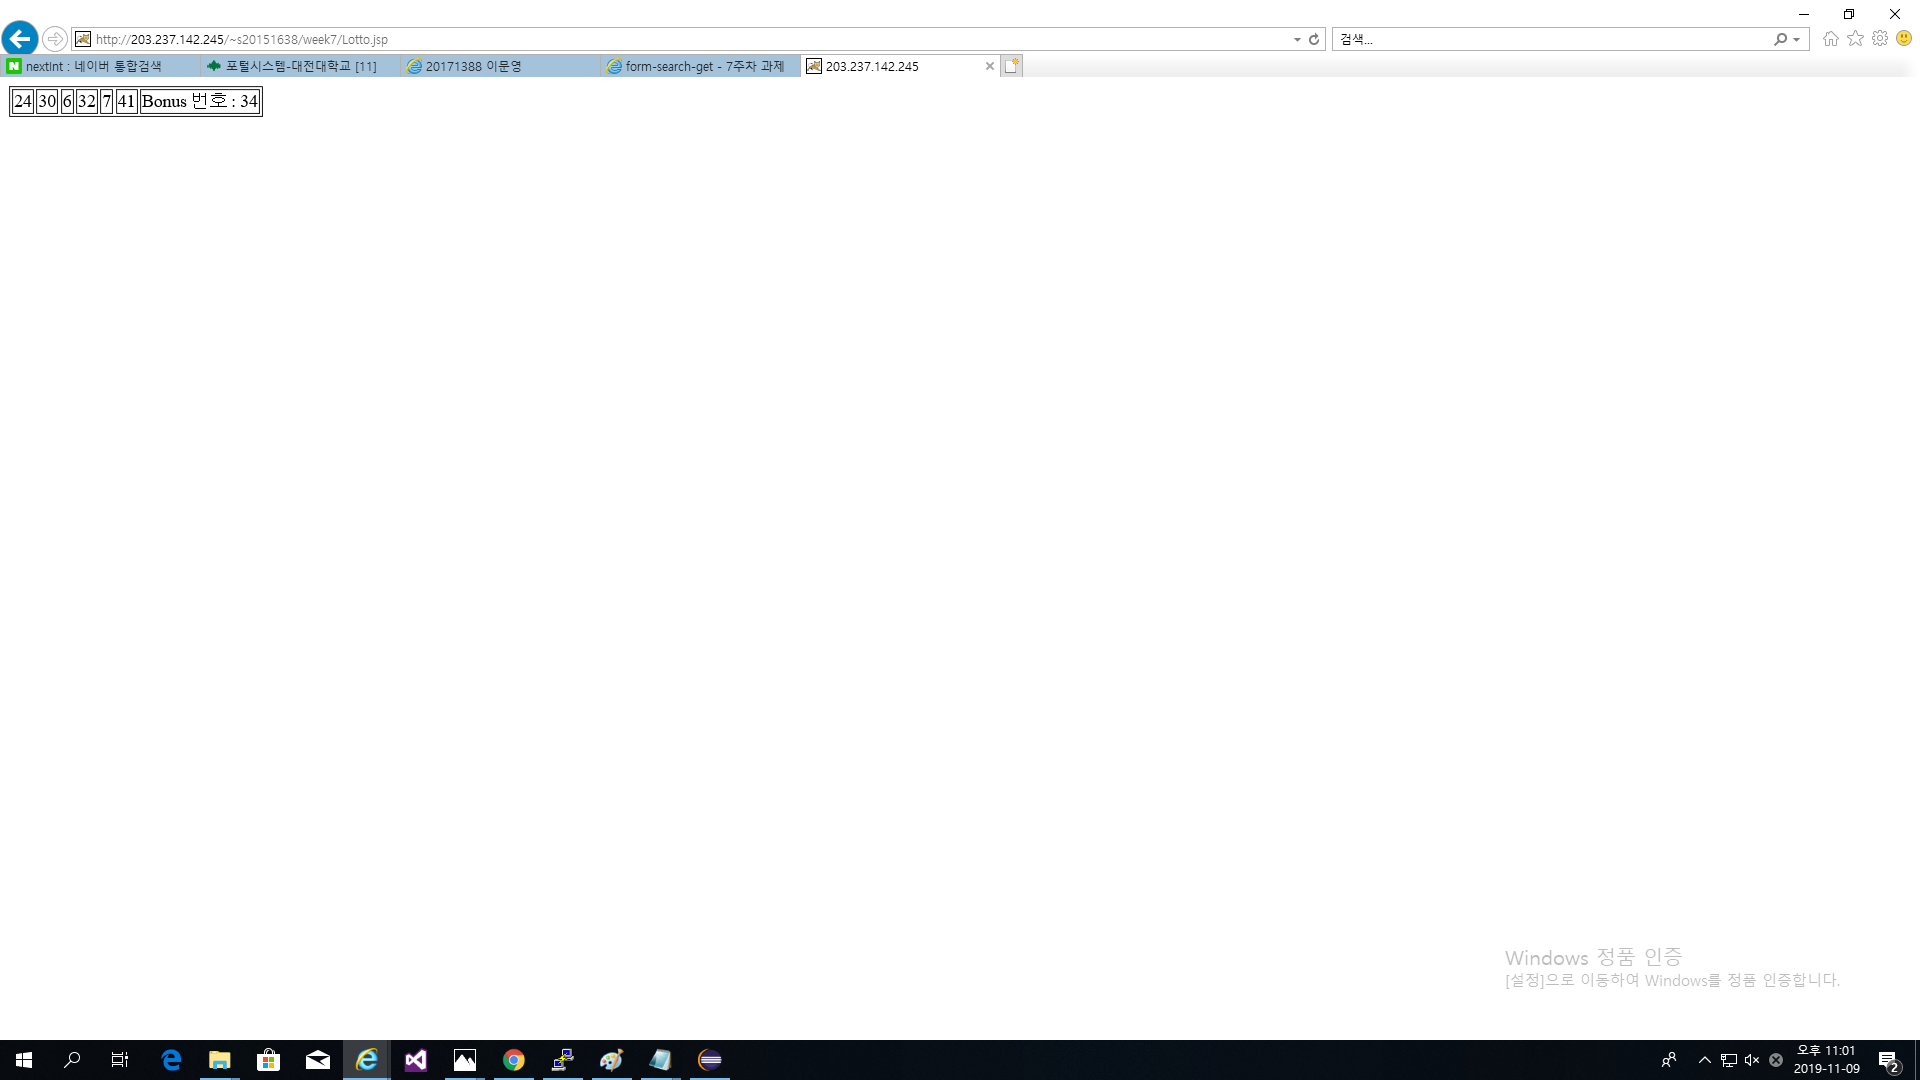 http://203.237.142.245/~s20151638/week7/Lotto.jsp
검색...
nextInt : 네이버 통합검색
포털시스템-대전대학교 [11]
20171388 이문영
form-search-get - 7주차 과제
203.237.142.245
24 30 6 32 7 41 Bonus 번호 : 34
Windows 정품 인증
[설정]으로 이동하여 Windows를 정품 인증합니다.
오후 11:01
2019-11-09
2